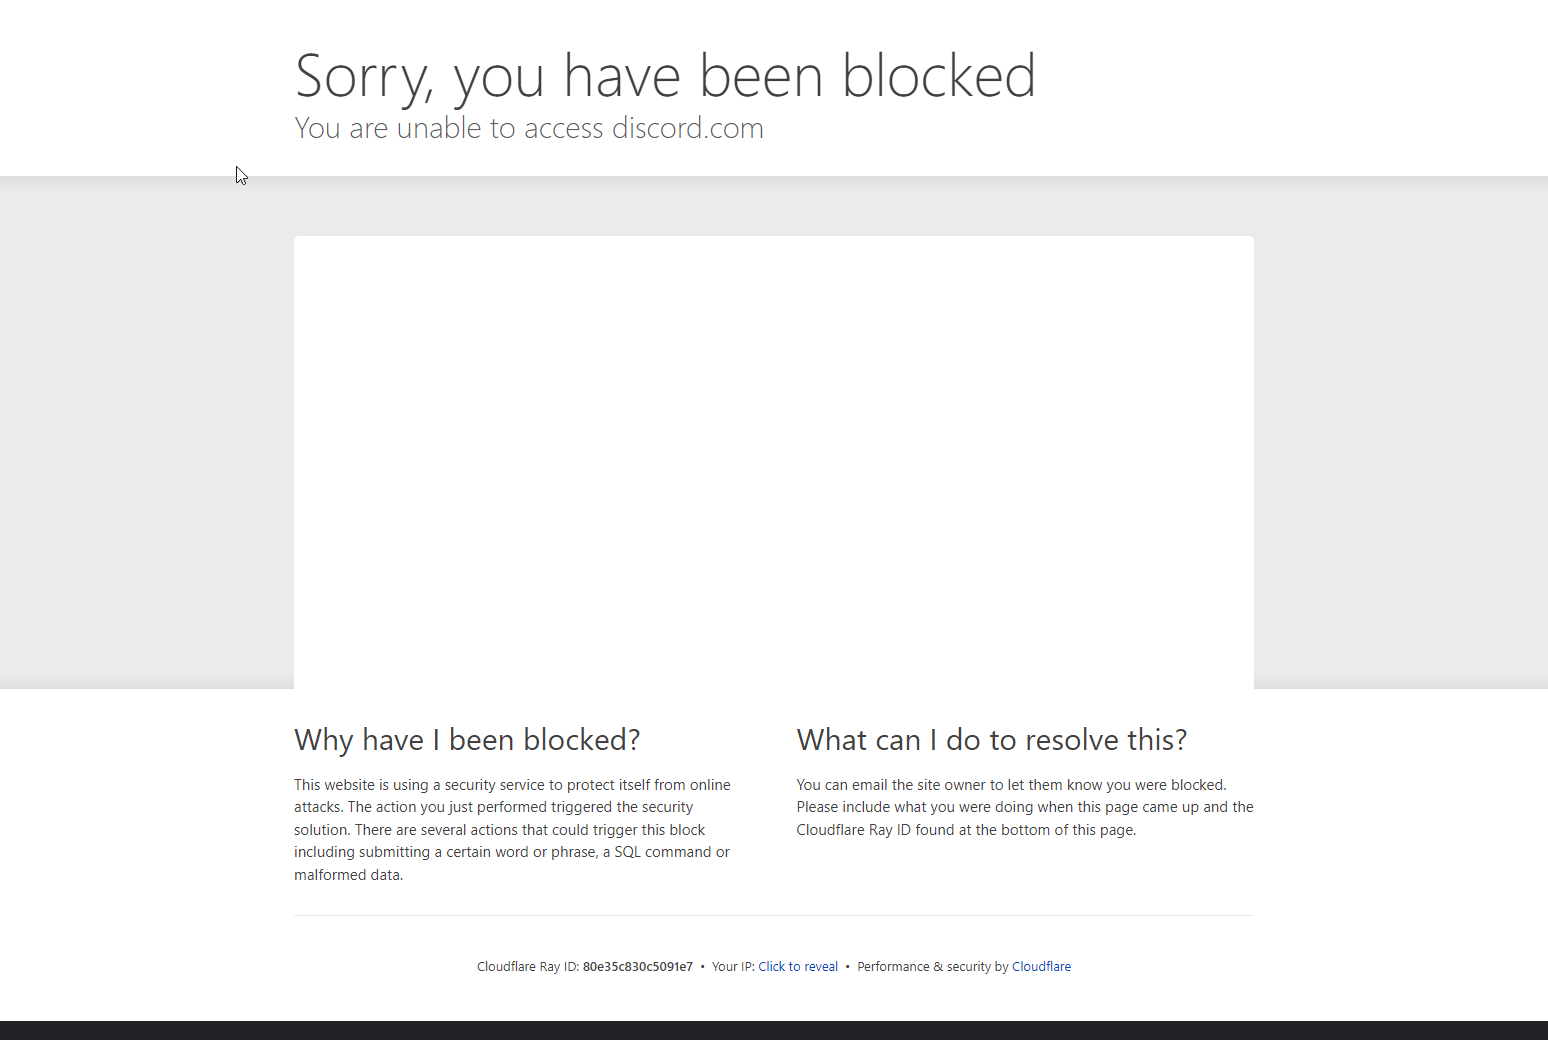 Sorry, you have been blocked
You are unable to access discord.com
Why have I been blocked?
This website is using a security service to protect itself from online
attacks. The action you just performed triggered the security
solution. There are several actions that could trigger this block
including submitting a certain word or phrase, a SQL command or
malformed data.
What can I do to resolve this?
You can email the site owner to let them know you were blocked.
Please include what you were doing when this page came up and the
Cloudflare Ray ID found at the bottom of this page.
Cloudflare Ray ID: 80e35c830c5091e7 • Your IP: Click to reveal • Performance & security by Cloudflare